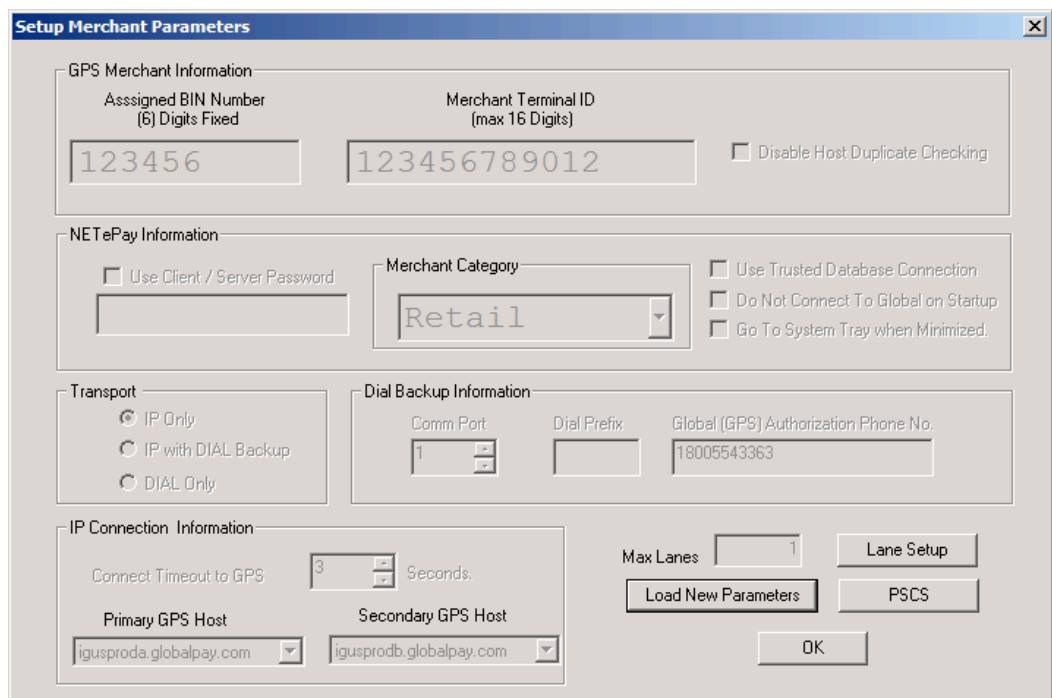 Setup Merchant Parameters
GPS Merchant Information
Asssigned BIN Number
(6) Digits Fixed
Merchant Terminal ID
(max 16 Digits)
123456
123456789012
Disable Host Duplicate Checking
NETePay Information
Use Client / Server Password
Merchant Category
Retail
Use Trusted Database Connection
Do Not Connect To Global on Startup
Go To System Tray when Minimized.
Transport
IP Only
IP with DIAL Backup
DIAL Only
Dial Backup Information
Comm Port
Dial Prefix
Global (GPS) Authorization Phone No.
1
18005543363
IP Connection Information
Connect Timeout to GPS
3
Seconds.
Primary GPS Host
Secondary GPS Host
igusproda.globalpay.com
igusprodb.globalpay.com
Max Lanes
1
Lane Setup
Load New Parameters
PSCS
OK